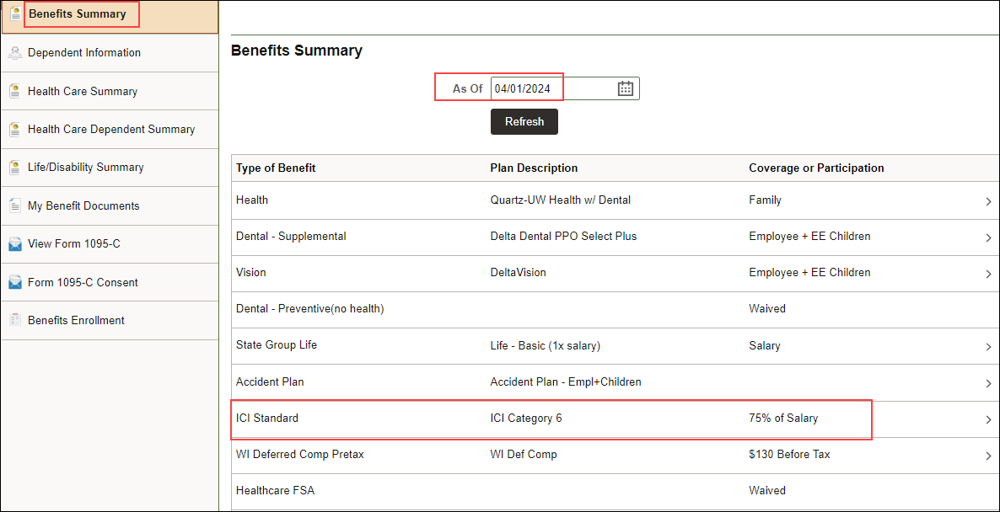 Benefits Summary
Dependent Information
Health Care Summary
Health Care Dependent Summary
Life/Disability Summary
My Benefit Documents
View Form 1095-C
Form 1095-C Consent
Benefits Enrollment
Benefits Summary
As Of 04/01/2024
Refresh
Type of Benefit Plan Description Coverage or Participation
Health Quartz-UW Health w/ Dental Family
Dental - Supplemental Delta Dental PPO Select Plus Employee + EE Children
Vision DeltaVision Employee + EE Children
Dental - Preventive(no health) Waived
State Group Life Life - Basic (1x salary) Salary
Accident Plan Accident Plan - Empl+Children
ICI Standard ICI Category 6 75% of Salary
WI Deferred Comp Pretax WI Def Comp $130 Before Tax
Healthcare FSA Waived